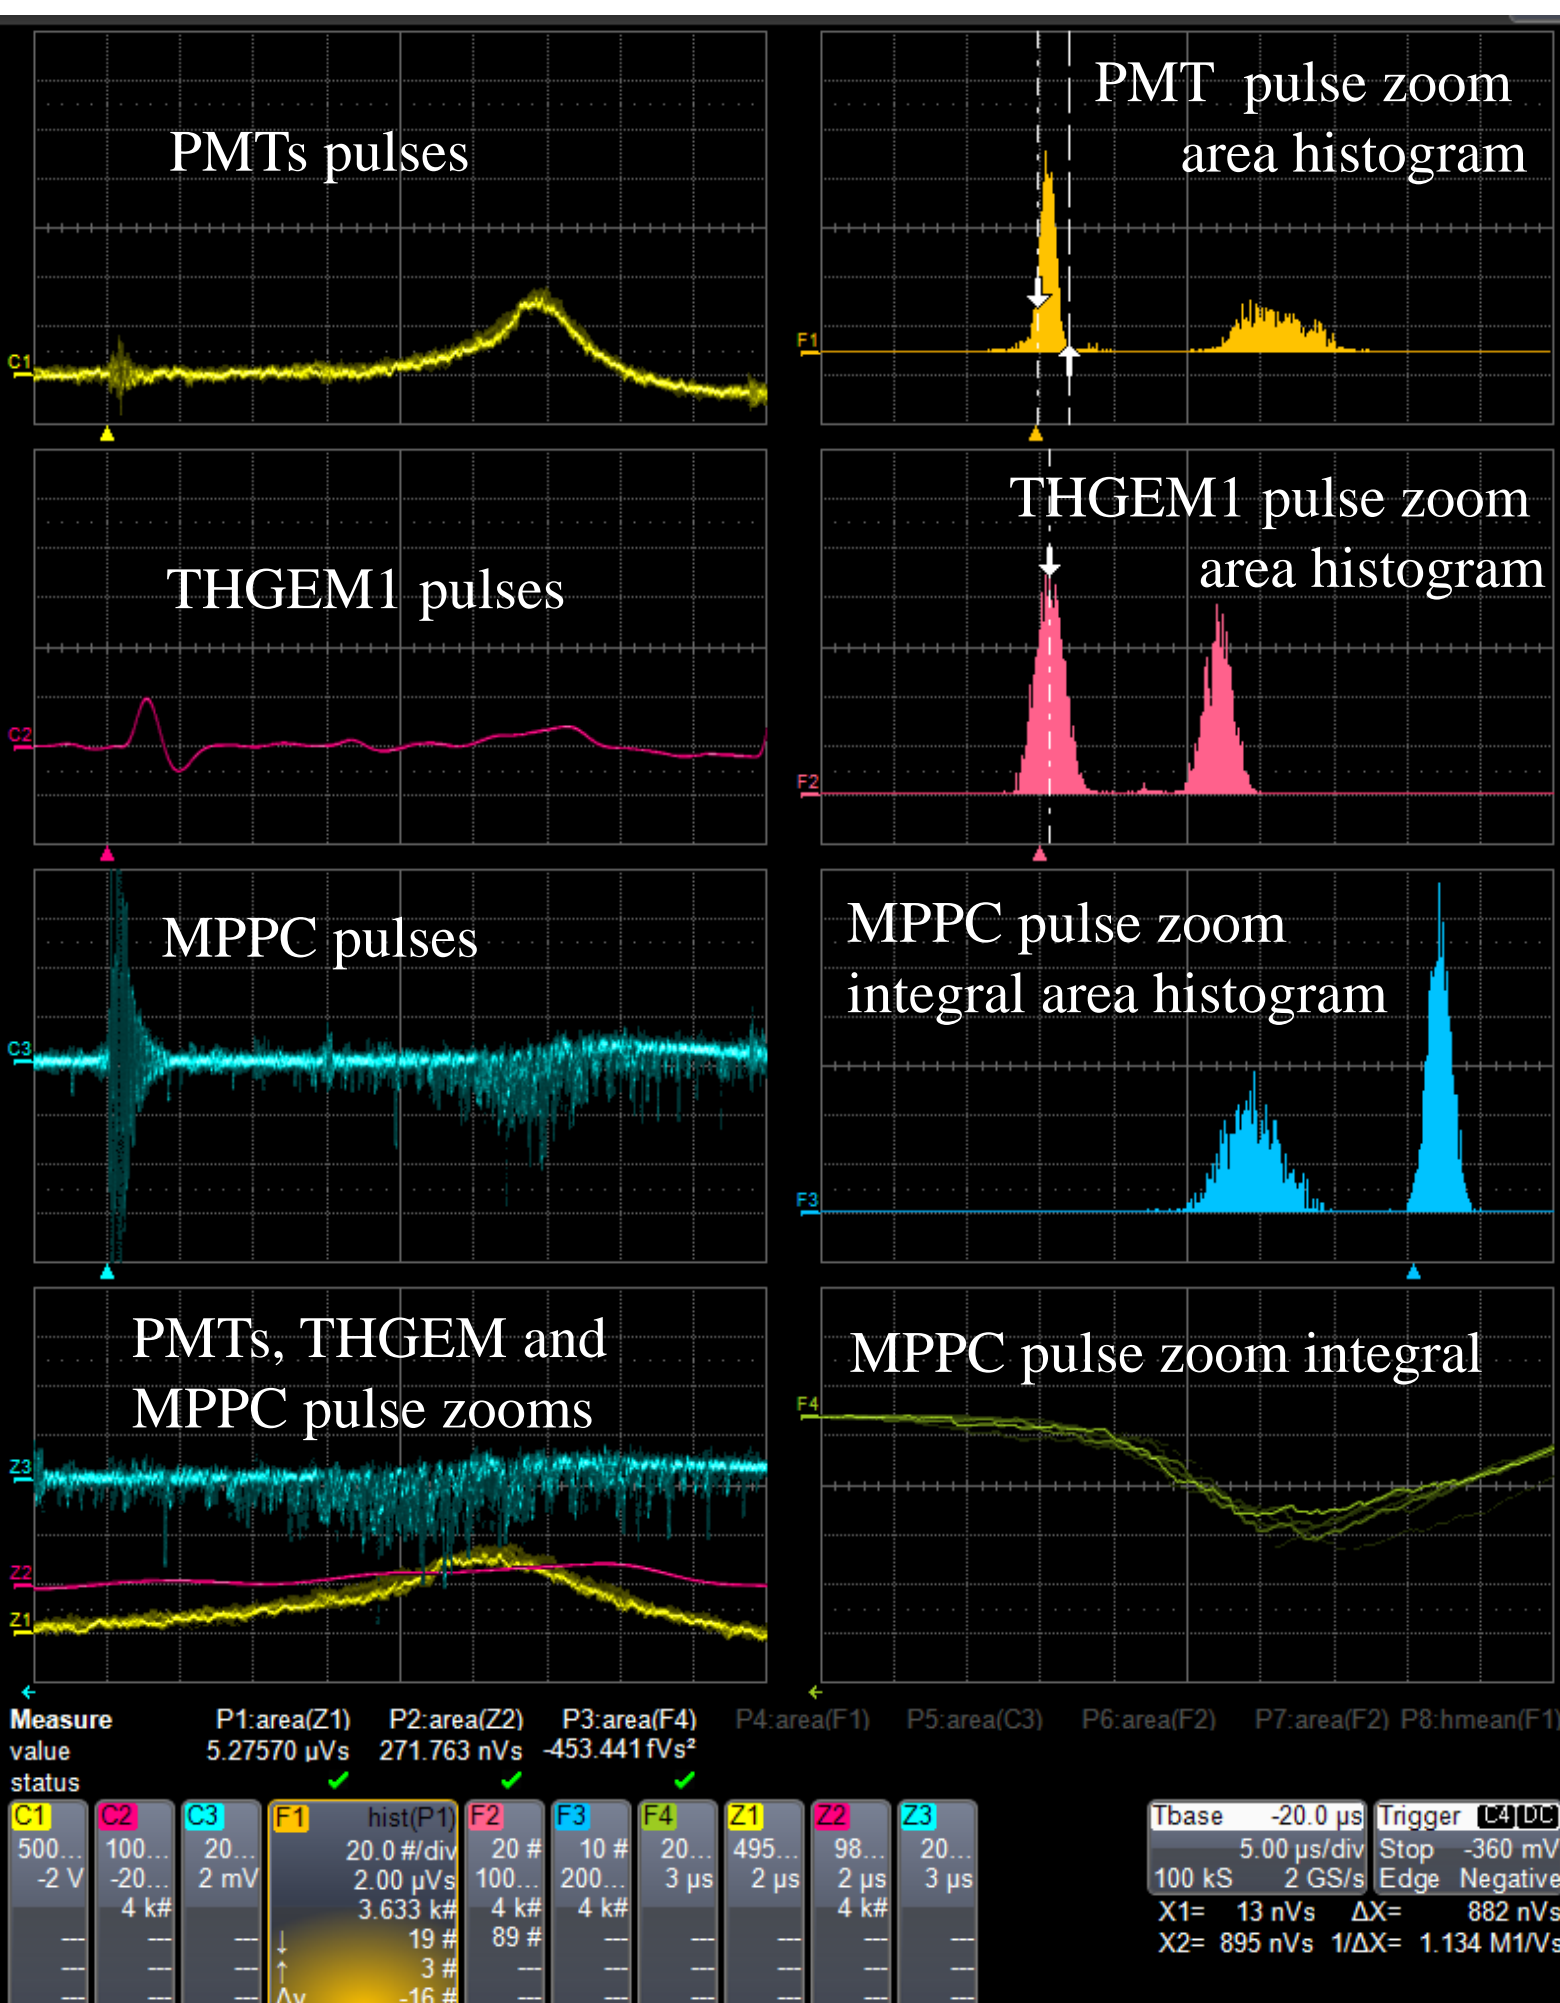 PMTs pulses
PMT pulse zoom
area histogram
C1
F1
THGEM1 pulses
THGEM1 pulse zoom
area histogram
C2
F2
MPPC pulses
MPPC pulse zoom
integral area histogram
C3
F3
PMTs, THGEM and
MPPC pulse zooms
MPPC pulse zoom integral
F4
Z3
Z2
Z1
Measure P1:area(Z1) P2:area(Z2) P3:area(F4) P4:area(F1) P5:area(C3) P6:area(F2) P7:area(F2) P8:hmean(F1)
value 5.27570 µVs 271.763 nVs -453.441 fVs²
status
C1 C2 C3 F1 hist(P1) F2 F3 F4 Z1 Z2 Z3 Tbase -20.0 µs Trigger C4 DC
500... 100... 20... 20.0 #/div 20 # 10 # 20... 495... 98... 20... 5.00 µs/div Stop -360 mV
-2 V -20... 2 mV 2.00 µVs 100... 200... 3 µs 2 µs 2 µs 3 µs 100 kS 2 GS/s Edge Negative
4 k# 3.633 k# 4 k# 4 k# 4 k# X1= 13 nVs ΔX= 882 nVs
--- --- --- ↓ 19 # 89 # --- --- --- --- --- X2= 895 nVs 1/ΔX= 1.134 M1/Vs
--- --- --- ↑ 3 # --- --- --- --- --- ---
--- --- --- Δy -16 # --- --- --- --- --- ---